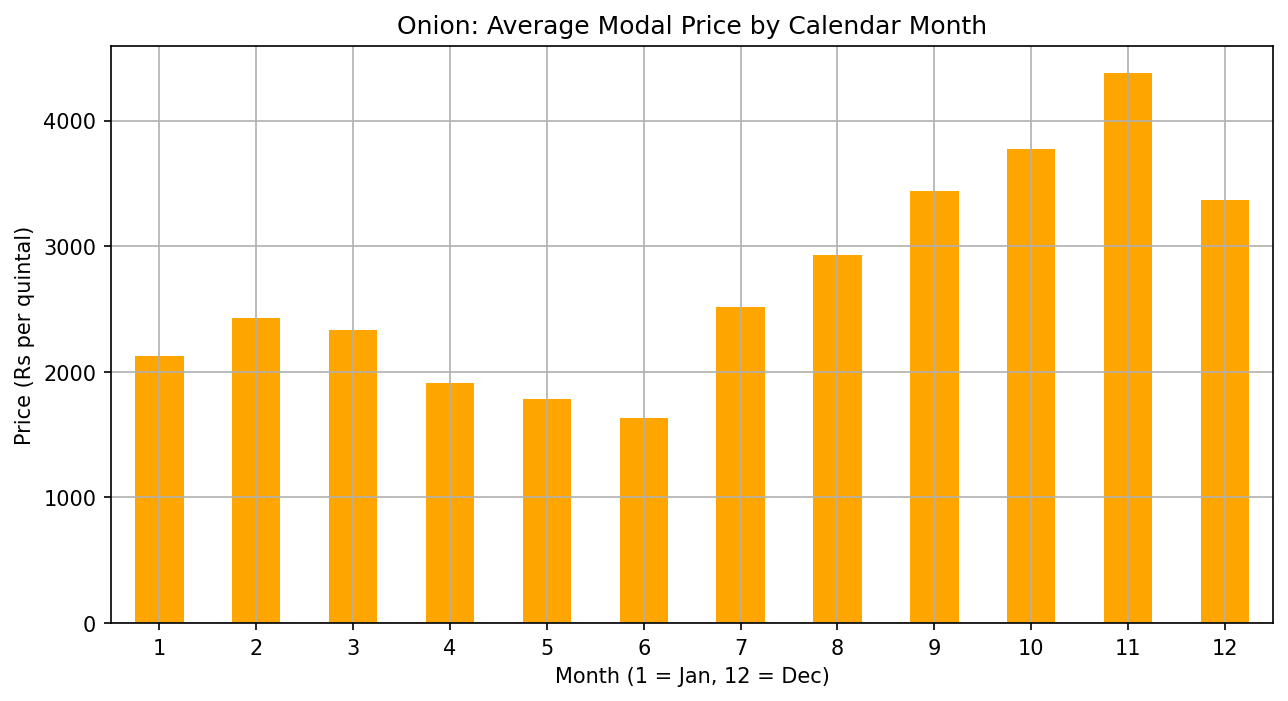 Onion: Average Modal Price by Calendar Month
Price (Rs per quintal)
4000
3000
2000
1000
0
1 2 3 4 5 6 7 8 9 10 11 12
Month (1 = Jan, 12 = Dec)